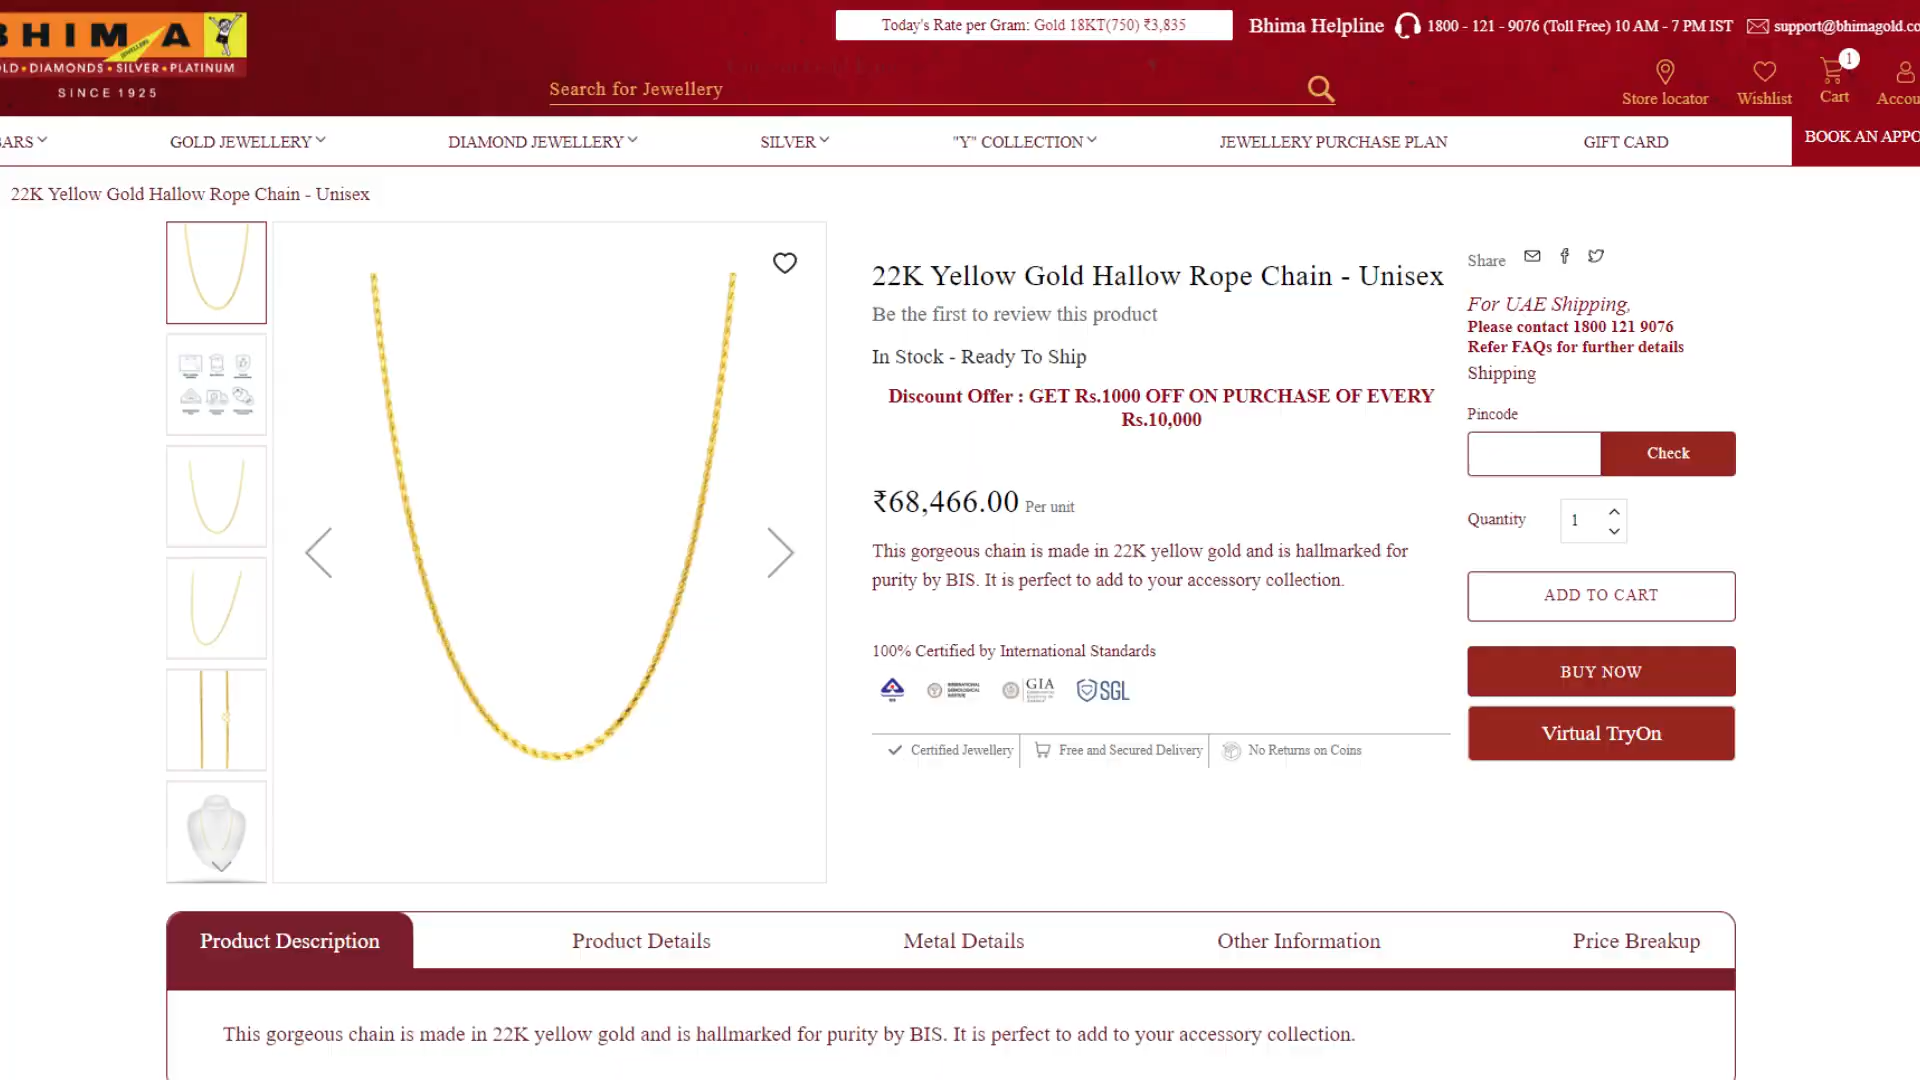 Today's Rate per Gram: Gold 18KT(750) ₹3,835
Bhima Helpline 1800 - 121 - 9076 (Toll Free) 10 AM - 7 PM IST support@bhimagold.co
BHIMA
JEWELLERY
OLD • DIAMONDS • SILVER • PLATINUM
SINCE 1925
Search for Jewellery
Store locator
Wishlist
1
Cart
Accou
BARS
GOLD JEWELLERY
DIAMOND JEWELLERY
SILVER
"Y" COLLECTION
JEWELLERY PURCHASE PLAN
GIFT CARD
BOOK AN APPO
22K Yellow Gold Hallow Rope Chain - Unisex
22K Yellow Gold Hallow Rope Chain - Unisex
Be the first to review this product
In Stock - Ready To Ship
Discount Offer : GET Rs.1000 OFF ON PURCHASE OF EVERY
Rs.10,000
₹68,466.00 Per unit
This gorgeous chain is made in 22K yellow gold and is hallmarked for
purity by BIS. It is perfect to add to your accessory collection.
100% Certified by International Standards
INTERNATIONAL
GEMOLOGICAL
INSTITUTE
GIA
SGL
Certified Jewellery
Free and Secured Delivery
No Returns on Coins
Share
For UAE Shipping,
Please contact 1800 121 9076
Refer FAQs for further details
Shipping
Pincode
Check
Quantity
1
ADD TO CART
BUY NOW
Virtual TryOn
Product Description
Product Details
Metal Details
Other Information
Price Breakup
This gorgeous chain is made in 22K yellow gold and is hallmarked for purity by BIS. It is perfect to add to your accessory collection.